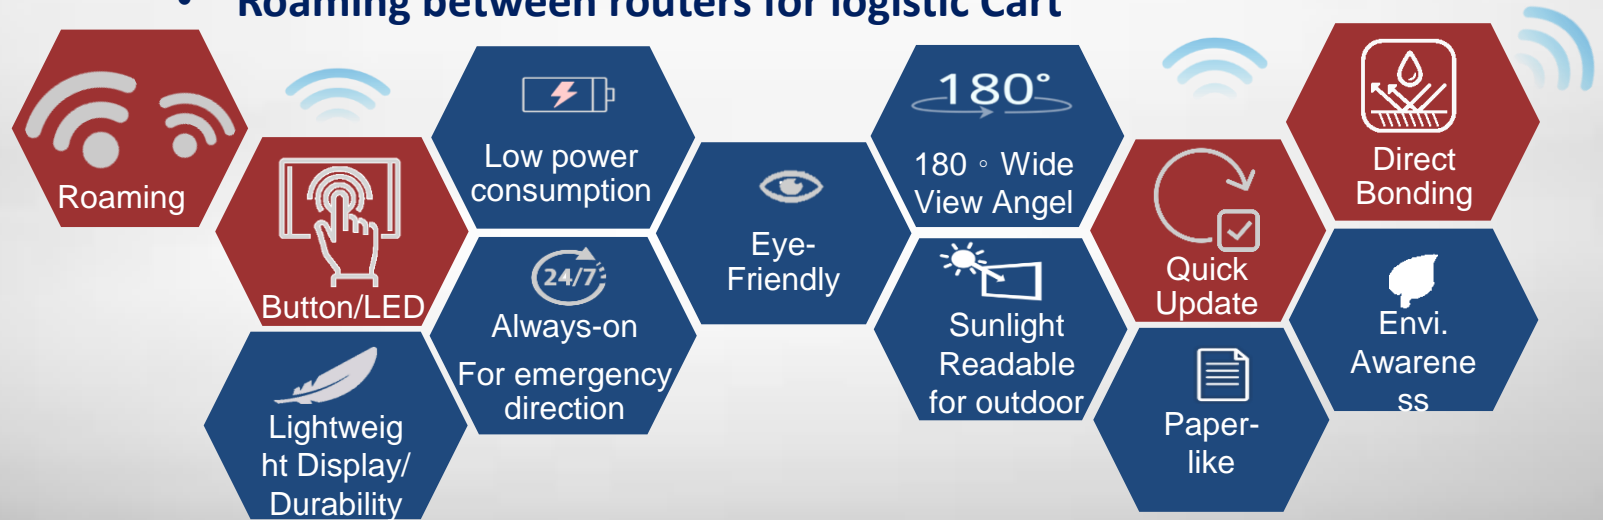 • Roaming between routers for logistic Cart
Roaming
Button/LED
Lightweig
ht Display/
Durability
Low power
consumption
24/7
Always-on
For emergency
direction
Eye-
Friendly
180°
180 ◦ Wide
View Angel
Sunlight
Readable
for outdoor
Quick
Update
Paper-
like
Direct
Bonding
Envi.
Awarene
ss